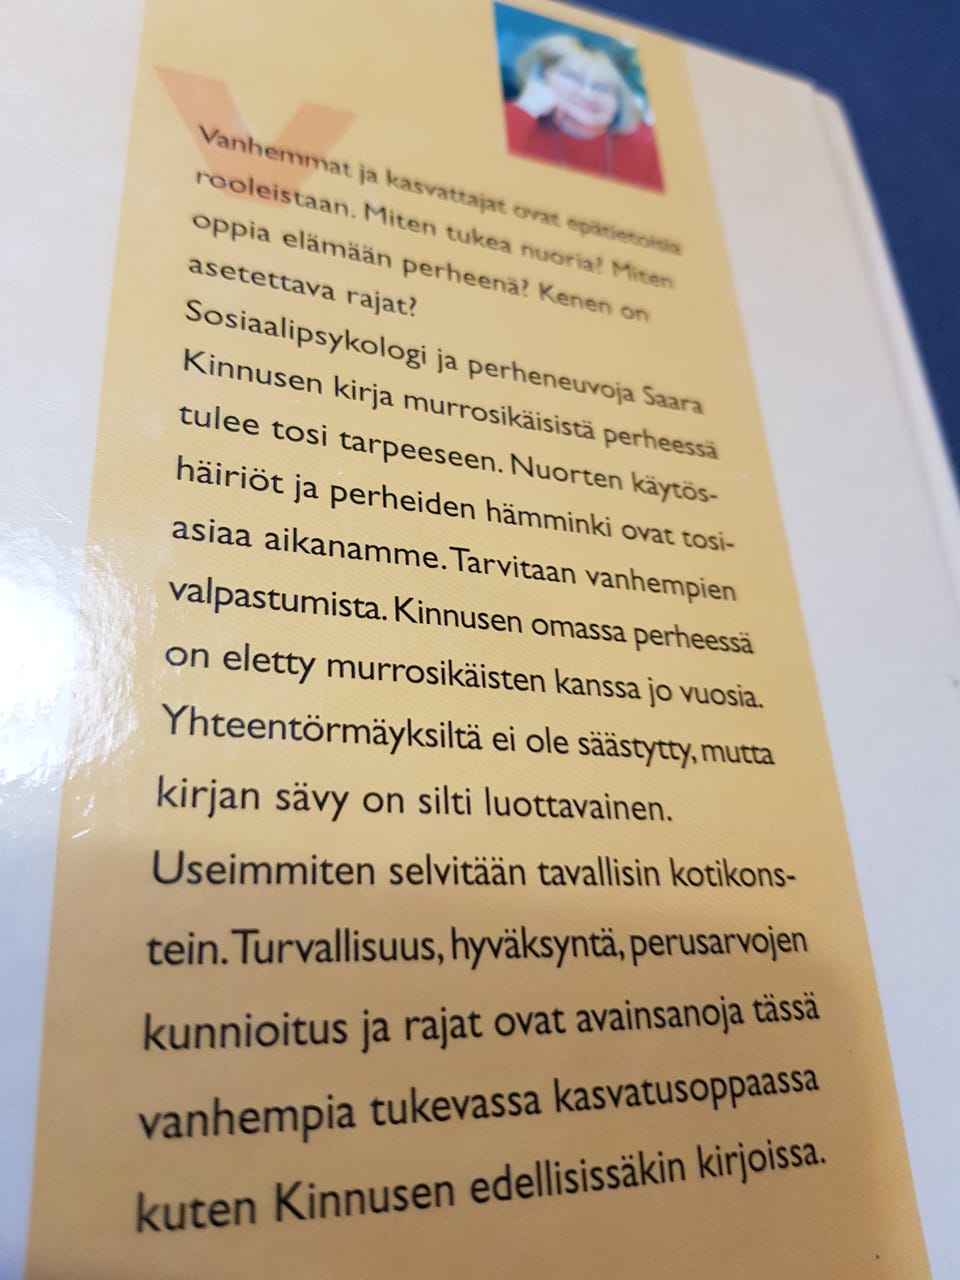 Vanhemmat ja kasvattajat ovat epätietoisia
rooleistaan. Miten tukea nuoria? Miten
oppia elämään perheenä? Kenen on
asetettava rajat?
Sosiaalipsykologi ja perheneuvoja Saara
Kinnusen kirja murrosikäisistä perheessä
tulee tosi tarpeeseen. Nuorten käytös-
häiriöt ja perheiden hämminki ovat tosi-
asiaa aikanamme. Tarvitaan vanhempien
valpastumista. Kinnusen omassa perheessä
on eletty murrosikäisten kanssa jo vuosia.
Yhteentörmäyksiltä ei ole säästytty, mutta
kirjan sävy on silti luottavainen.
Useimmiten selvitään tavallisin kotikons-
tein. Turvallisuus, hyväksyntä, perusarvojen
kunnioitus ja rajat ovat avainsanoja tässä
vanhempia tukevassa kasvatusoppaassa
kuten Kinnusen edellisissäkin kirjoissa.